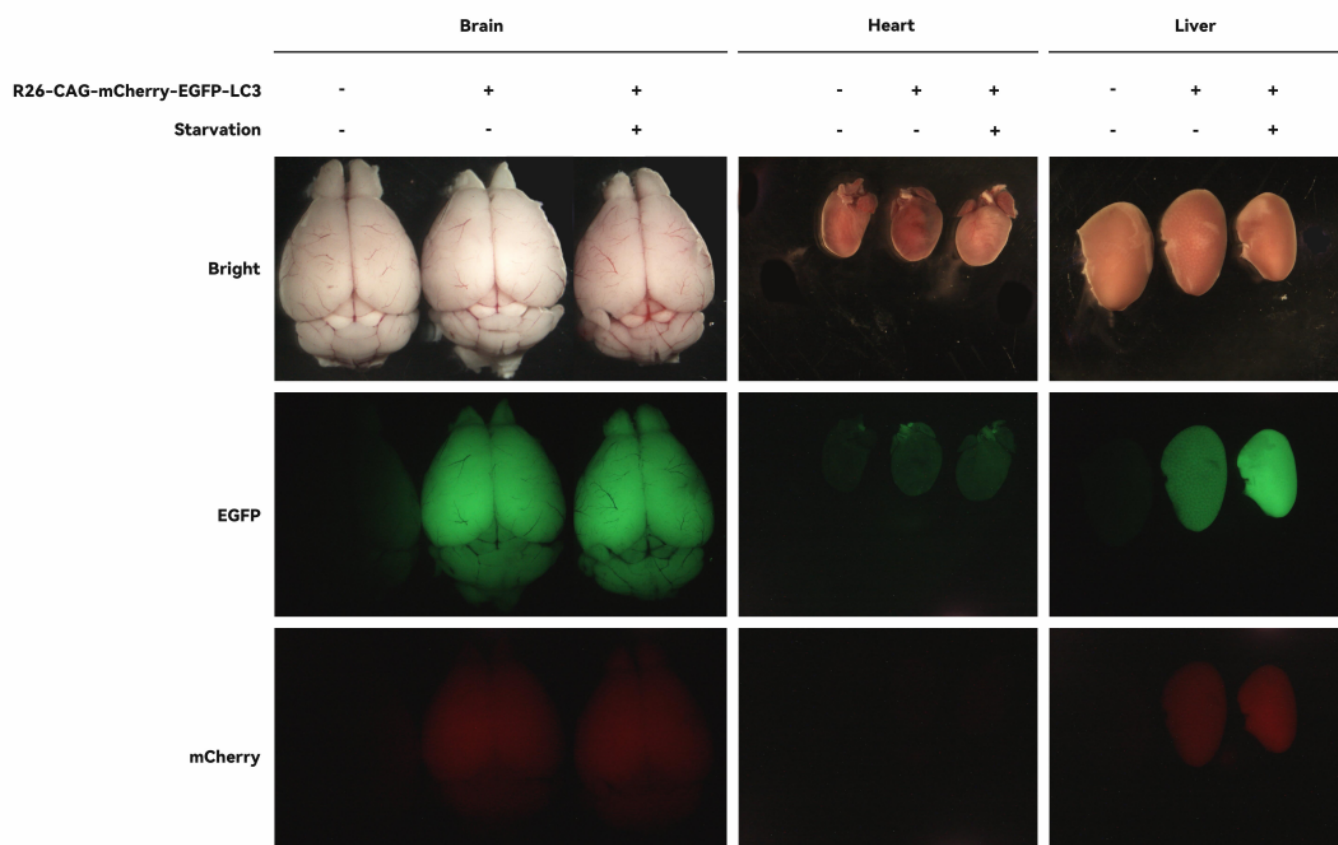 Brain Heart Liver
R26-CAG-mCherry-EGFP-LC3 - + + - + + - + +
Starvation - - + - - + - - +
Bright
EGFP
mCherry